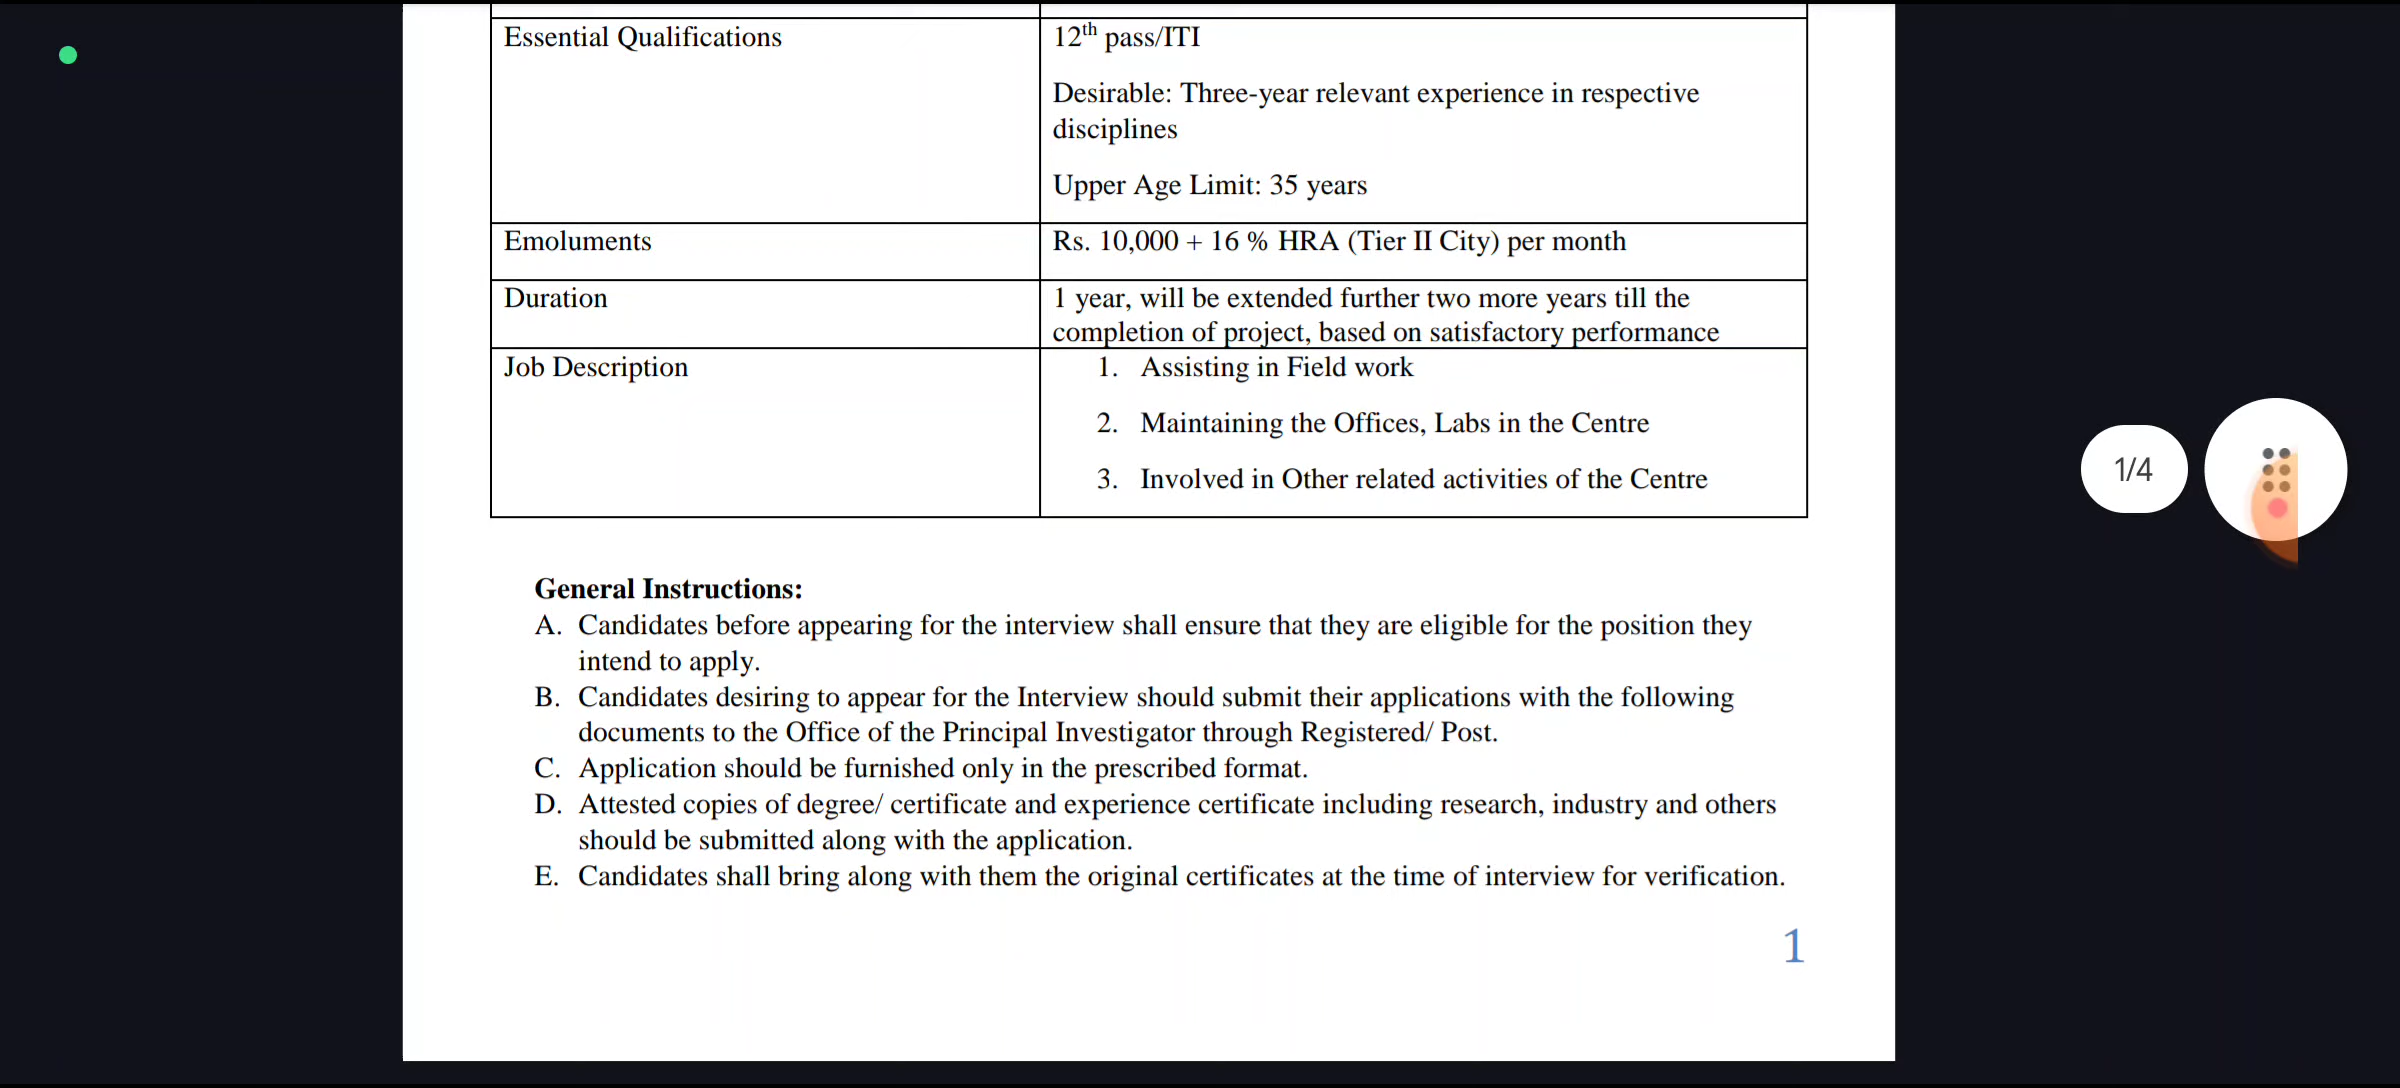 Essential Qualifications
12th pass/ITI
Desirable: Three-year relevant experience in respective
disciplines
Upper Age Limit: 35 years
Emoluments
Rs. 10,000 + 16 % HRA (Tier II City) per month
Duration
1 year, will be extended further two more years till the
completion of project, based on satisfactory performance
Job Description
1. Assisting in Field work
2. Maintaining the Offices, Labs in the Centre
3. Involved in Other related activities of the Centre
1/4
General Instructions:
A. Candidates before appearing for the interview shall ensure that they are eligible for the position they
intend to apply.
B. Candidates desiring to appear for the Interview should submit their applications with the following
documents to the Office of the Principal Investigator through Registered/ Post.
C. Application should be furnished only in the prescribed format.
D. Attested copies of degree/ certificate and experience certificate including research, industry and others
should be submitted along with the application.
E. Candidates shall bring along with them the original certificates at the time of interview for verification.
1